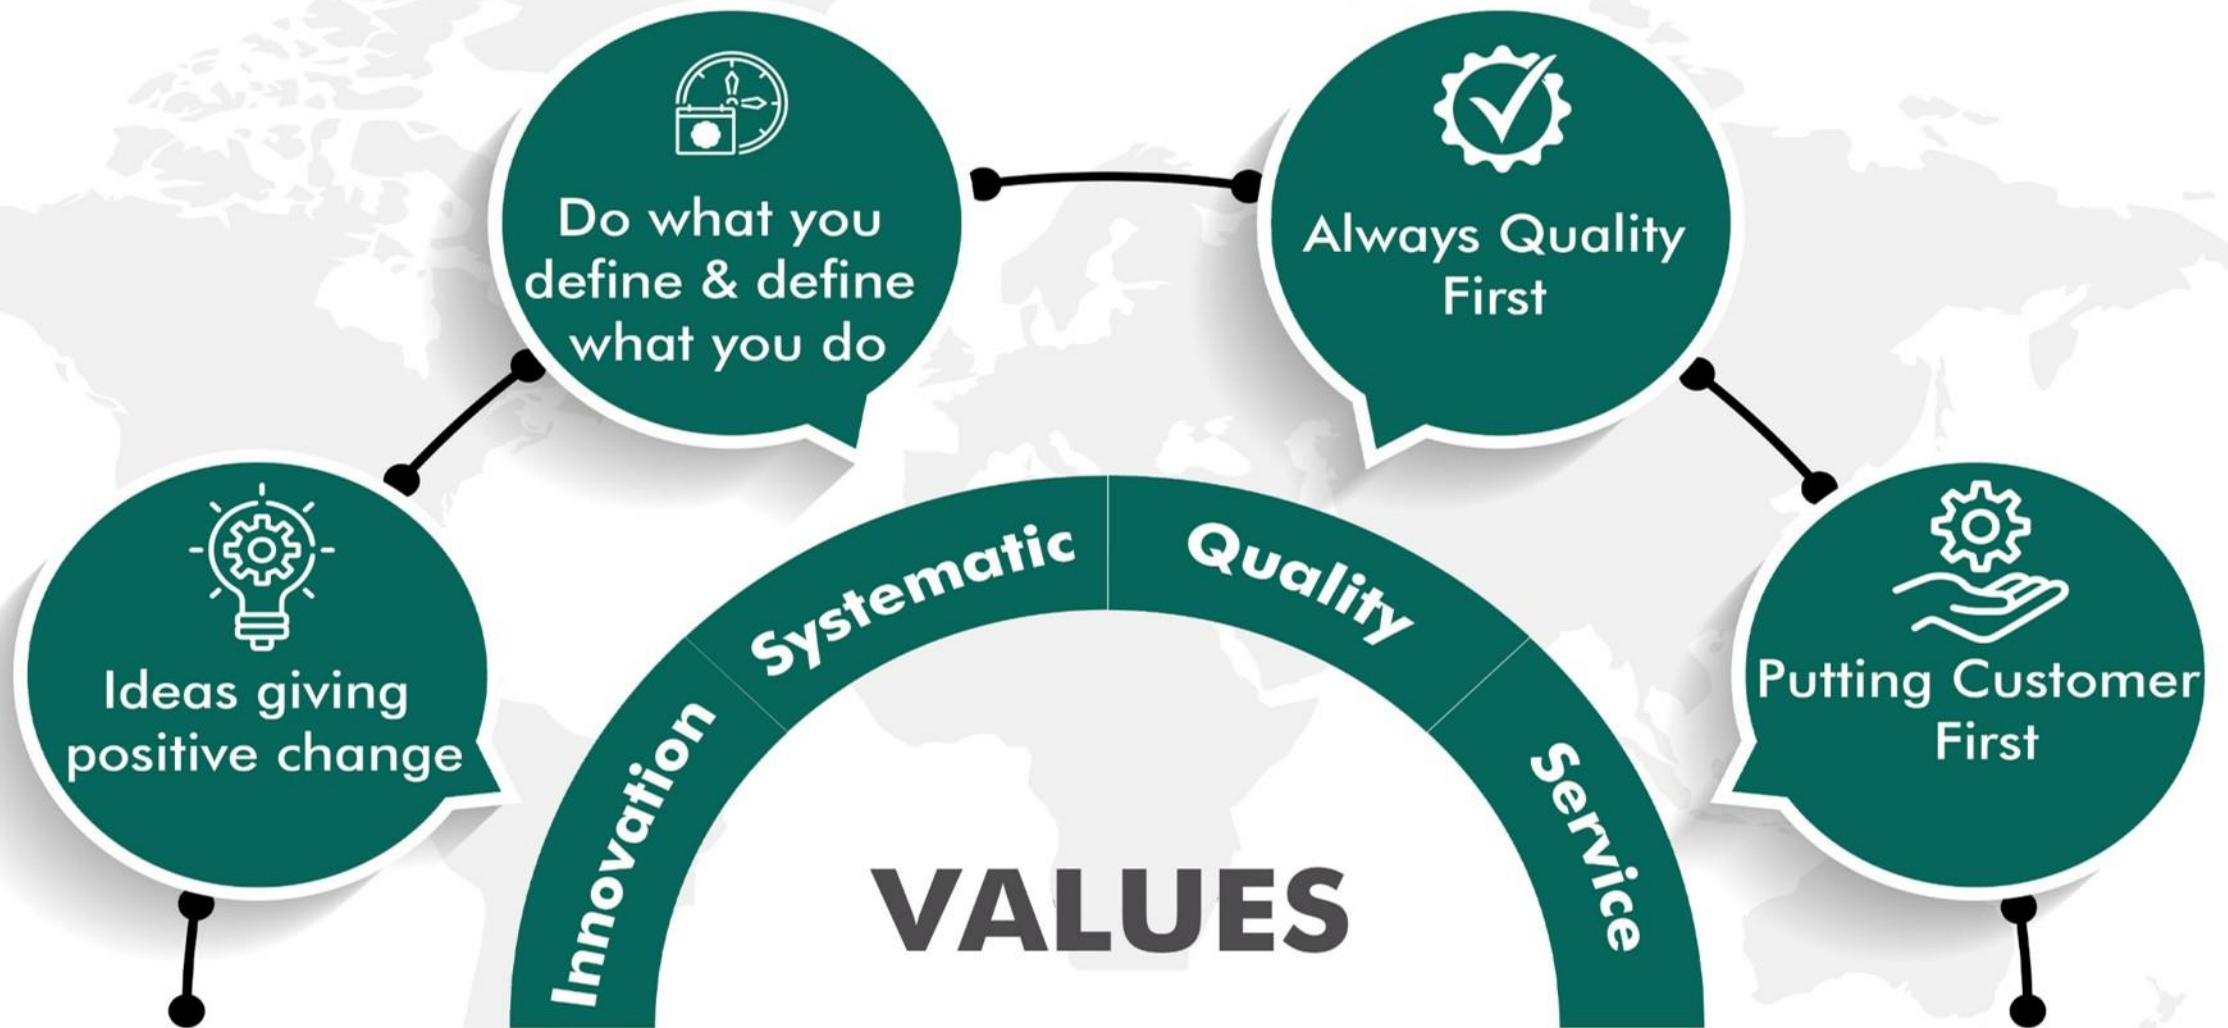 Do what you
define & define
what you do
Always Quality
First
Ideas giving
positive change
Putting Customer
First
Innovation
Systematic
Quality
Service
VALUES